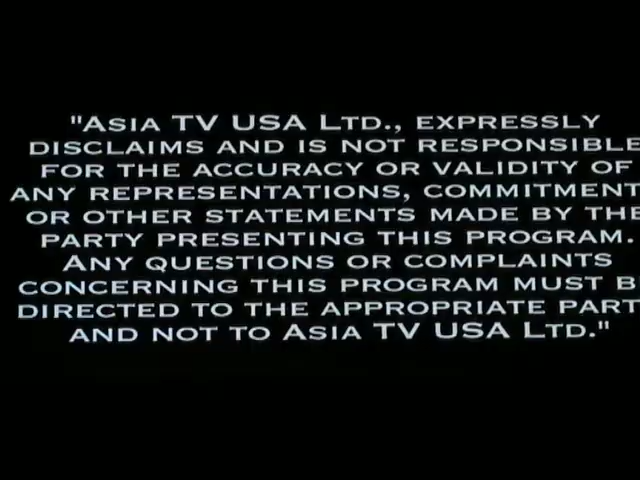 "ASIA TV USA LTD., EXPRESSLY
DISCLAIMS AND IS NOT RESPONSIBLE
FOR THE ACCURACY OR VALIDITY OF
ANY REPRESENTATIONS, COMMITMENT
OR OTHER STATEMENTS MADE BY THE
PARTY PRESENTING THIS PROGRAM.
ANY QUESTIONS OR COMPLAINTS
CONCERNING THIS PROGRAM MUST B
DIRECTED TO THE APPROPRIATE PART
AND NOT TO ASIA TV USA LTD."